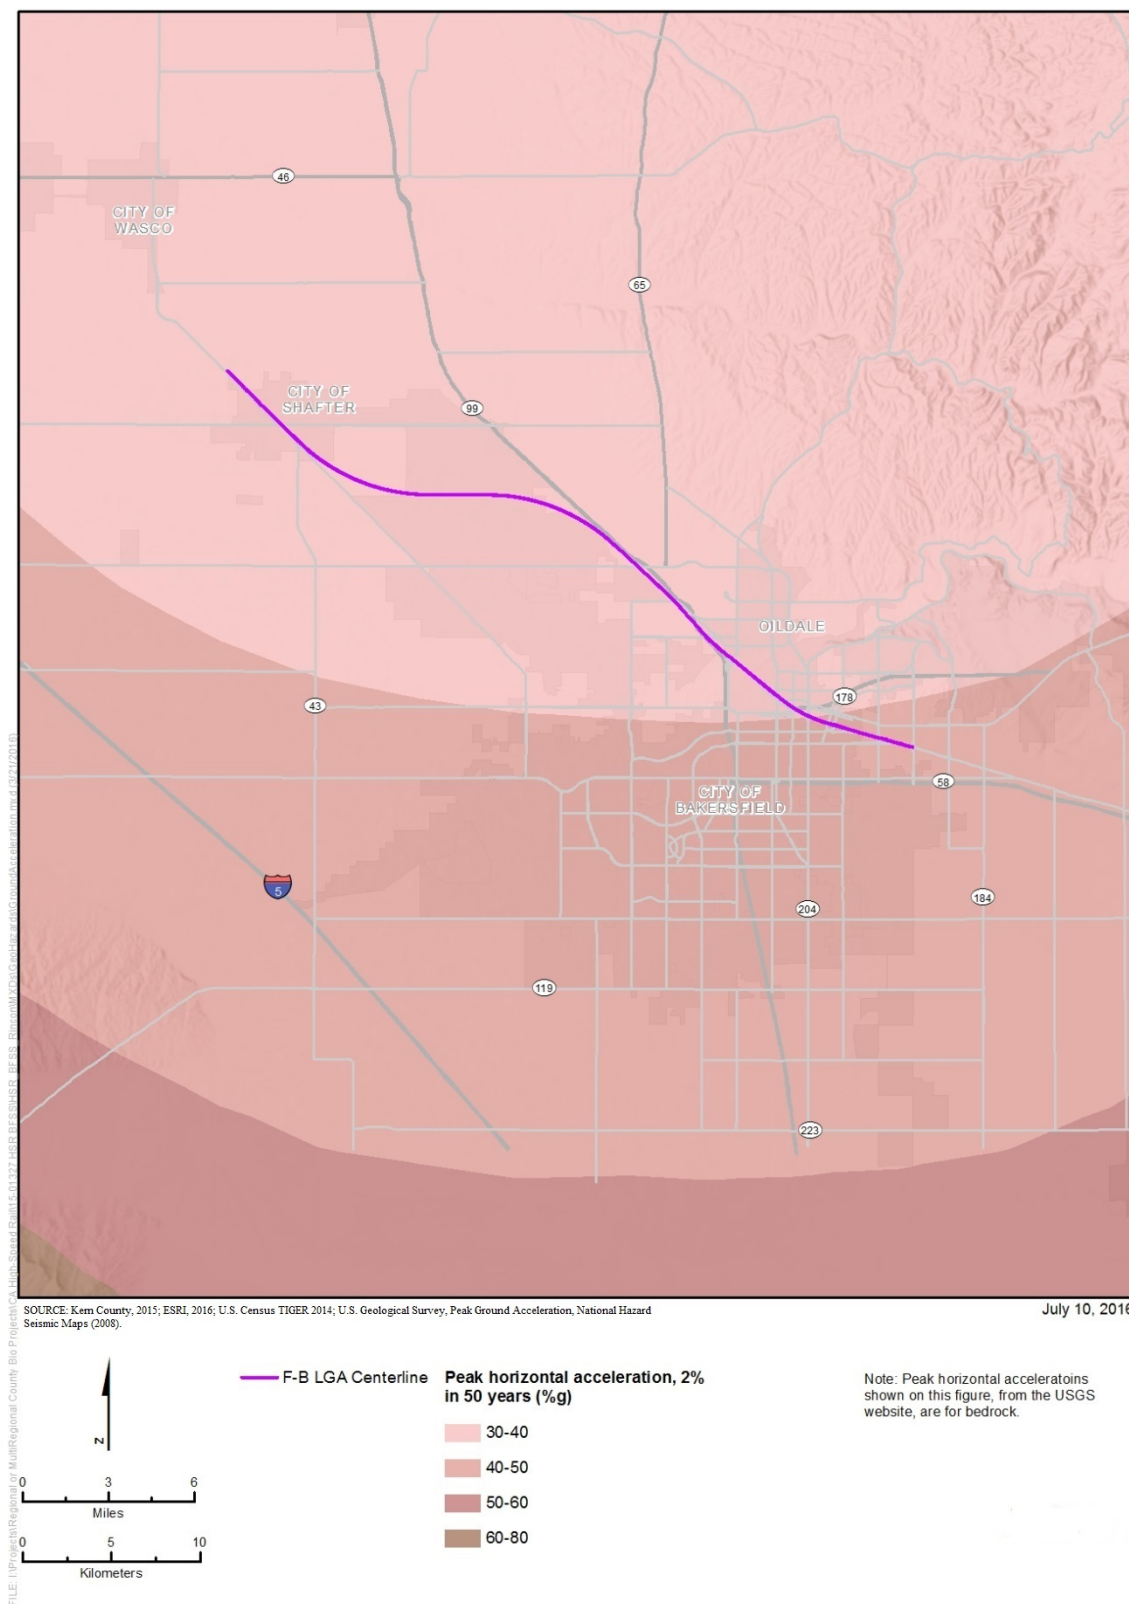 46
CITY OF
WASCO
65
CITY OF
SHAFTER
99
OILDALE
178
43
58
CITY OF
BAKERSFIELD
5
184
204
119
223
SOURCE: Kern County, 2015; ESRI, 2016; U.S. Census TIGER 2014; U.S. Geological Survey, Peak Ground Acceleration, National Hazard
Seismic Maps (2008).
July 10, 2016
N
F-B LGA Centerline
Peak horizontal acceleration, 2%
in 50 years (%g)
30-40
40-50
50-60
60-80
Note: Peak horizontal acceleratoins
shown on this figure, from the USGS
website, are for bedrock.
0 3 6
Miles
0 5 10
Kilometers